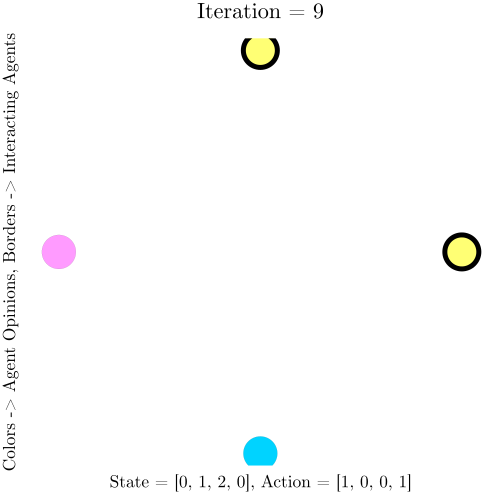 Iteration = 9
Colors -> Agent Opinions, Borders -> Interacting Agents
State = [0, 1, 2, 0], Action = [1, 0, 0, 1]